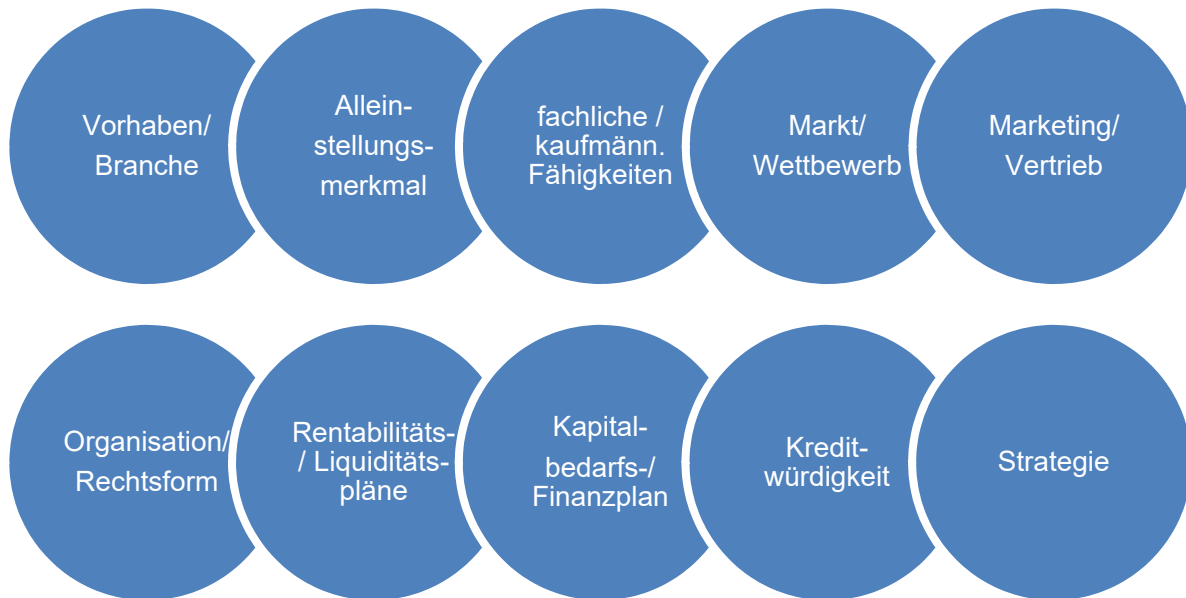 Vorhaben/
Branche
Allein-
stellungs-
merkmal
fachliche /
kaufmänn.
Fähigkeiten
Markt/
Wettbewerb
Marketing/
Vertrieb
Organisation/
Rechtsform
Rentabilitäts-
/ Liquiditäts-
pläne
Kapital-
bedarfs-/
Finanzplan
Kredit-
würdigkeit
Strategie